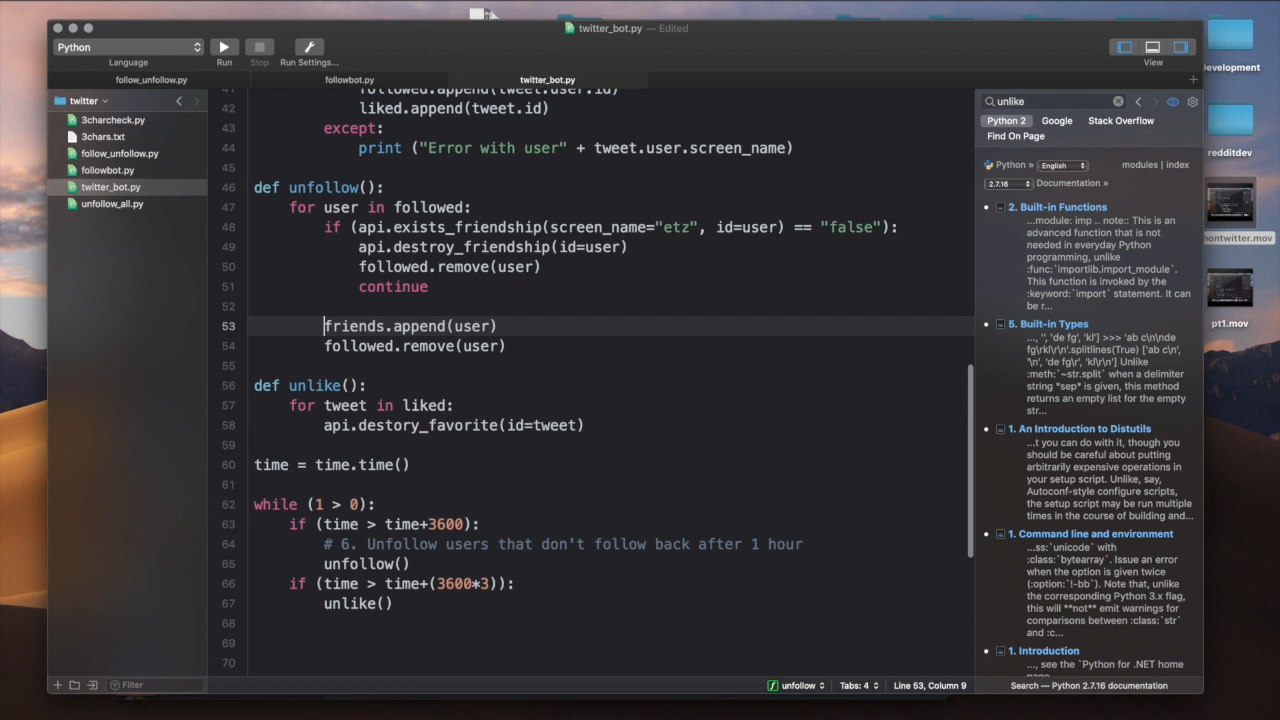 twitter_bot.py — Edited
Python
Language
Run
Stop
Run Settings...
View
follow_unfollow.py
followbot.py
twitter_bot.py
twitter
3charcheck.py
3chars.txt
follow_unfollow.py
followbot.py
twitter_bot.py
unfollow_all.py
Filter
41 followed.append(tweet.user.id)
42 liked.append(tweet.id)
43 except:
44 print ("Error with user" + tweet.user.screen_name)
45
46 def unfollow():
47 for user in followed:
48 if (api.exists_friendship(screen_name="etz", id=user) == "false"):
49 api.destroy_friendship(id=user)
50 followed.remove(user)
51 continue
52
53 friends.append(user)
54 followed.remove(user)
55
56 def unlike():
57 for tweet in liked:
58 api.destory_favorite(id=tweet)
59
60 time = time.time()
61
62 while (1 > 0):
63 if (time > time+3600):
64 # 6. Unfollow users that don't follow back after 1 hour
65 unfollow()
66 if (time > time+(3600*3)):
67 unlike()
68
69
70
unfollow
Tabs: 4
Line 53, Column 9
unlike
Python 2
Google
Stack Overflow
Find On Page
Python »
English
modules | index
2.7.16
Documentation »
2. Built-in Functions
...module: imp .. note:: This is an
advanced function that is not
needed in everyday Python
programming, unlike
:func:`importlib.import_module`.
This function is invoked by the
:keyword:`import` statement. It can
be r...
5. Built-in Types
..., '', 'de fg', 'kl'] >>> 'ab c\n\nde
fg\rkl\r\n'.splitlines(True) ['ab c\n',
'\n', 'de fg\r', 'kl\r\n'] Unlike
:meth:`~str.split` when a delimiter
string *sep* is given, this method
returns an empty list for the empty
str...
1. An Introduction to Distutils
...t you can do with it, though you
should be careful about putting
arbitrarily expensive operations in
your setup script. Unlike, say,
Autoconf-style configure scripts,
the setup script may be run multiple
times in the course of building and...
1. Command line and environment
...ss:`unicode` with
:class:`bytearray`. Issue an error
when the option is given twice
(:option:`!-bb`). Note that, unlike
the corresponding Python 3.x flag,
this will **not** emit warnings for
comparisons between :class:`str`
and :c...
1. Introduction
..., see the `Python for .NET home
Search — Python 2.7.16 documentation
Development
redditdev
hontwitter.mov
pt1.mov